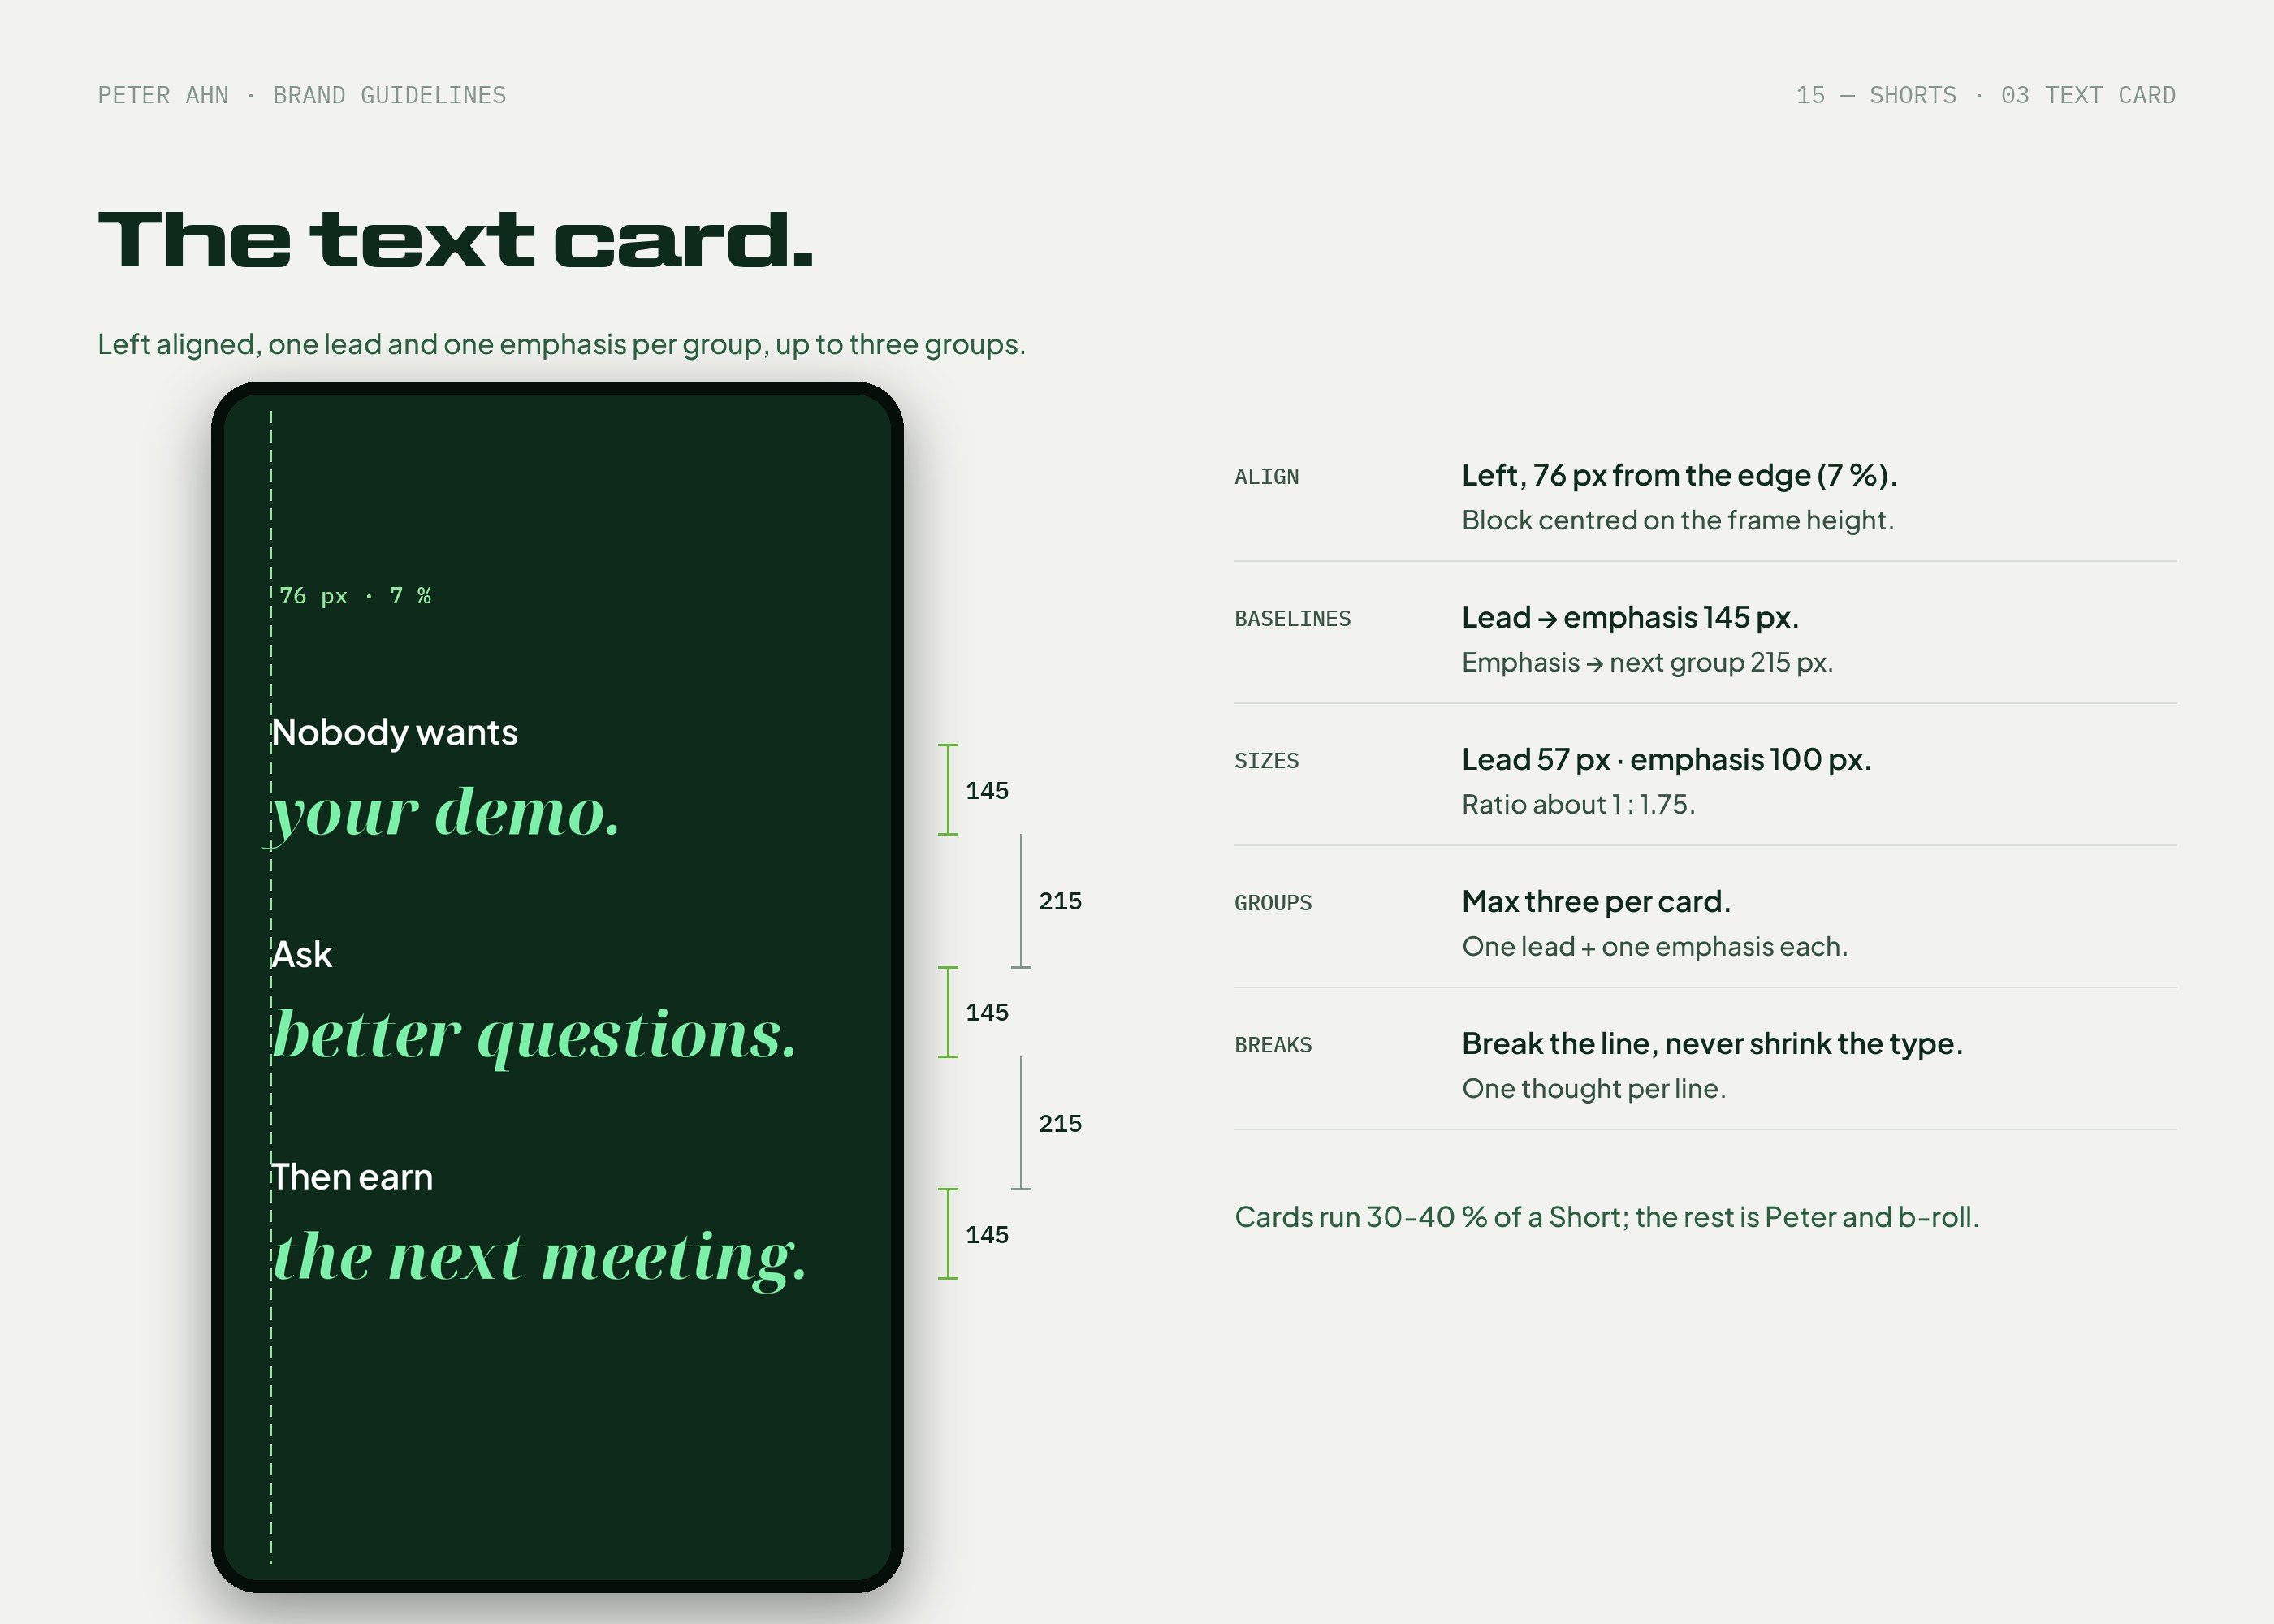 PETER AHN · BRAND GUIDELINES
15 — SHORTS · 03 TEXT CARD
The text card.
Left aligned, one lead and one emphasis per group, up to three groups.
76 px · 7 %
Nobody wants
your demo.
Ask
better questions.
Then earn
the next meeting.
145
215
145
215
145
ALIGN
Left, 76 px from the edge (7 %).
Block centred on the frame height.
BASELINES
Lead → emphasis 145 px.
Emphasis → next group 215 px.
SIZES
Lead 57 px · emphasis 100 px.
Ratio about 1 : 1.75.
GROUPS
Max three per card.
One lead + one emphasis each.
BREAKS
Break the line, never shrink the type.
One thought per line.
Cards run 30–40 % of a Short; the rest is Peter and b-roll.